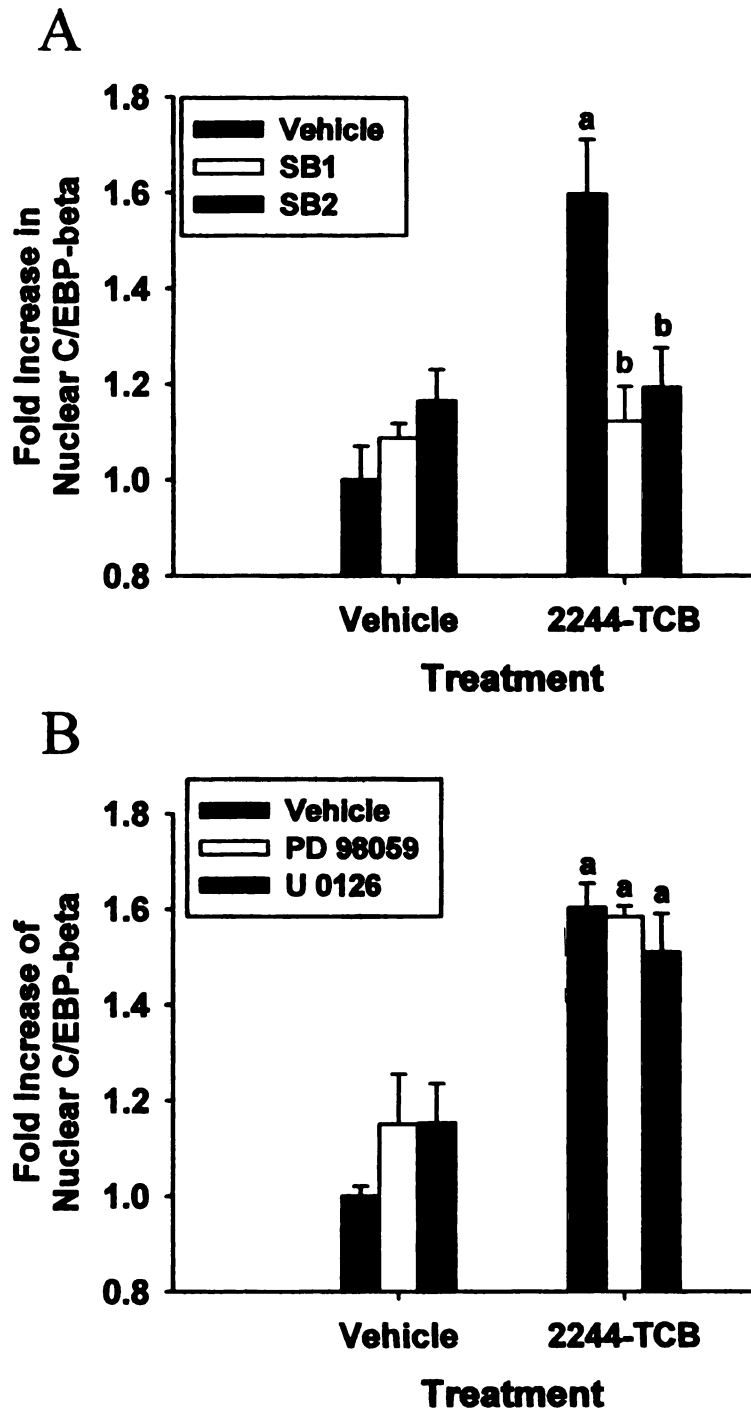 A
Fold Increase in
Nuclear C/EBP-beta
1.8
1.6
1.4
1.2
1.0
0.8
Vehicle
SB1
SB2
a
b
b
Vehicle
2244-TCB
Treatment
B
Fold Increase of
Nuclear C/EBP-beta
1.8
1.6
1.4
1.2
1.0
0.8
Vehicle
PD 98059
U 0126
a
a
a
Vehicle
2244-TCB
Treatment